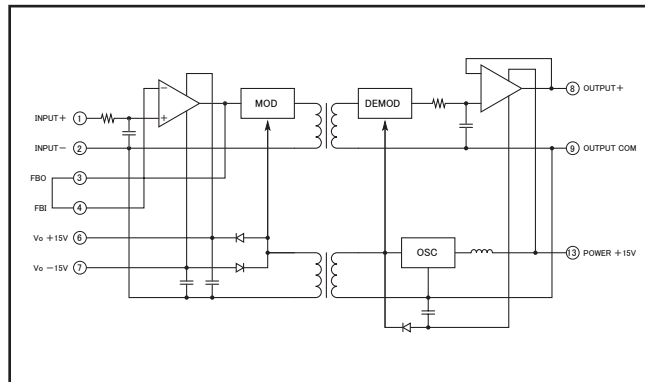 INPUT+ 1
INPUT− 2
FBO 3
FBI 4
Vo +15V 6
Vo −15V 7
−
+
MOD
DEMOD
OSC
8 OUTPUT+
9 OUTPUT COM
13 POWER +15V